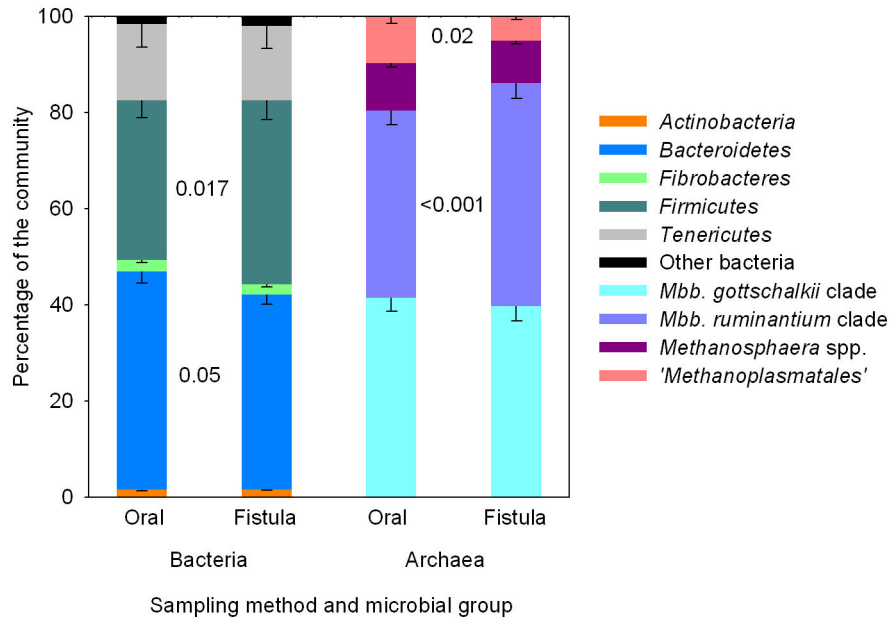 Percentage of the community
100
80
60
40
20
0
0.017
0.05
0.02
<0.001
Oral Fistula Oral Fistula
Bacteria Archaea
Sampling method and microbial group
Actinobacteria
Bacteroidetes
Fibrobacteres
Firmicutes
Tenericutes
Other bacteria
Mbb. gottschalkii clade
Mbb. ruminantium clade
Methanosphaera spp.
'Methanoplasmatales'